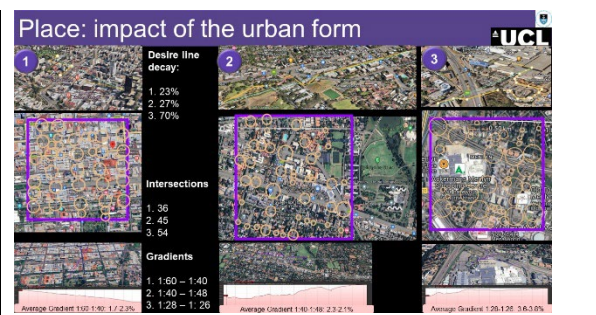 Place: impact of the urban form
UCL
1
Desire line
decay:
1. 23%
2. 27%
3. 70%
Intersections
1. 36
2. 45
3. 54
Gradients
1. 1:60 – 1:40
2. 1:40 – 1:48
3. 1:28 – 1: 26
2
3
Average Gradient 1:60-1:40: 1.7-2.3%
Average Gradient 1:40-1:48: 2.3-2.1%
Average Gradient 1:28-1:26: 3.6-3.8%